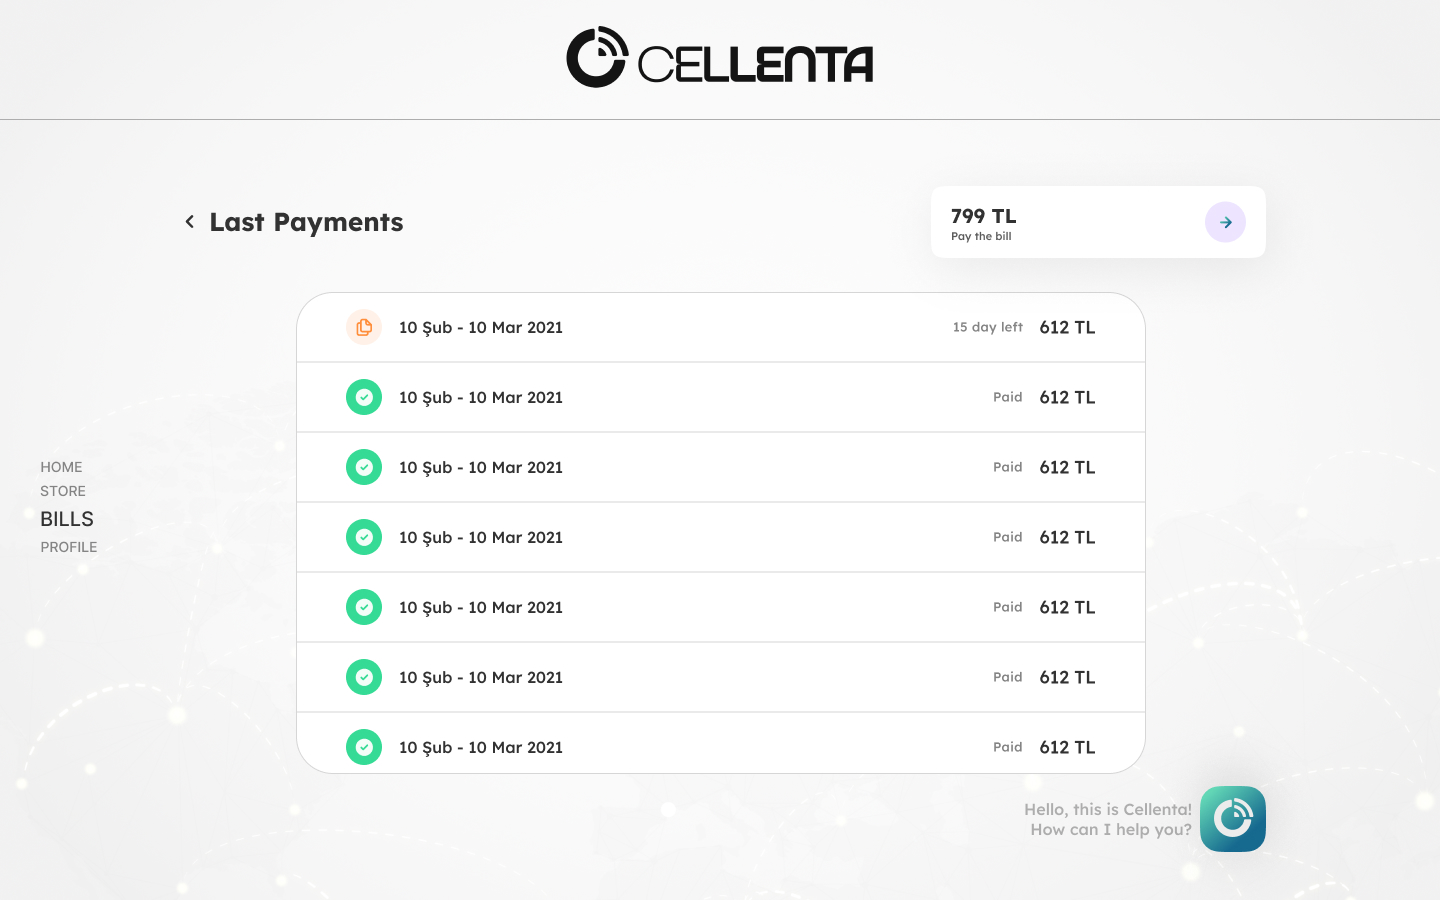 CELLENTA
Last Payments
799 TL
Pay the bill
10 Şub - 10 Mar 2021 15 day left 612 TL
10 Şub - 10 Mar 2021 Paid 612 TL
10 Şub - 10 Mar 2021 Paid 612 TL
10 Şub - 10 Mar 2021 Paid 612 TL
10 Şub - 10 Mar 2021 Paid 612 TL
10 Şub - 10 Mar 2021 Paid 612 TL
10 Şub - 10 Mar 2021 Paid 612 TL
HOME
STORE
BILLS
PROFILE
Hello, this is Cellenta!
How can I help you?